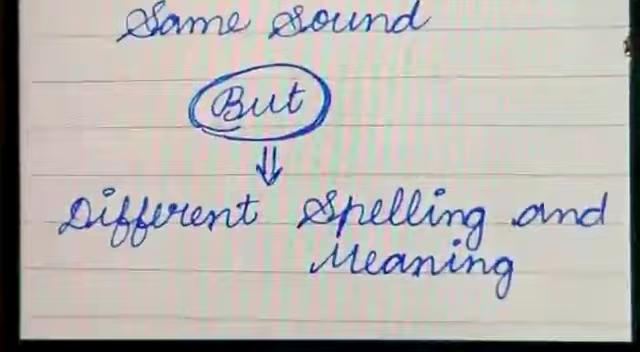 Same Sound
But
⇓
Different Spelling and
Meaning